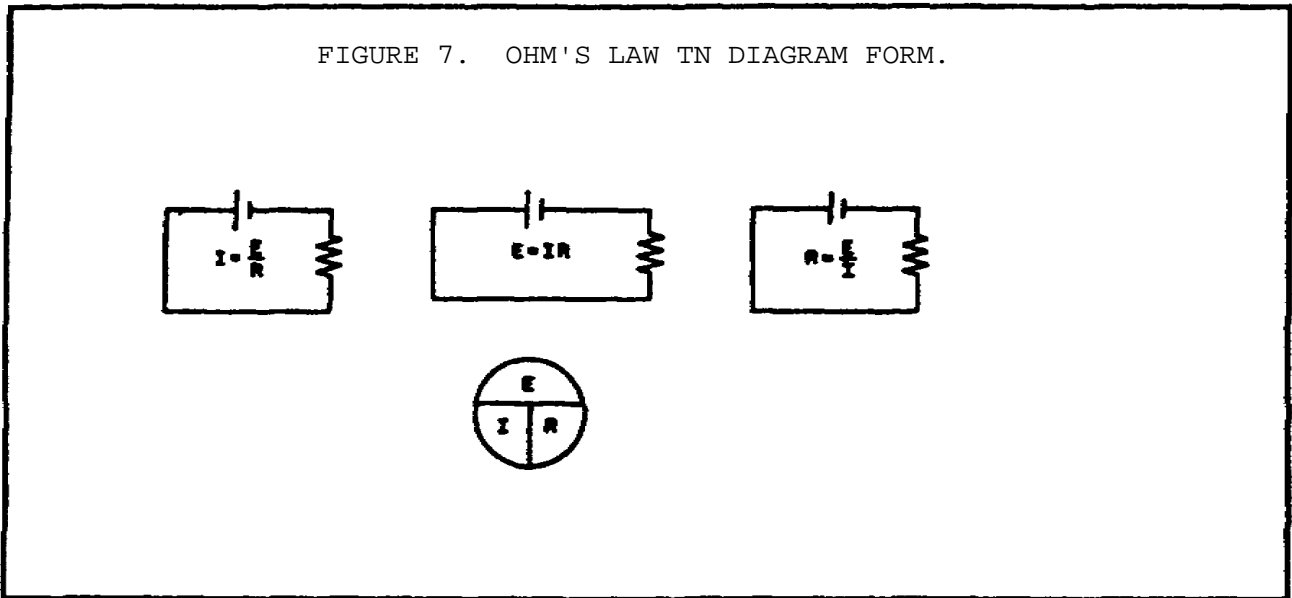 FIGURE 7. OHM'S LAW TN DIAGRAM FORM.
I = E/R
E = IR
R = E/I
E
I R